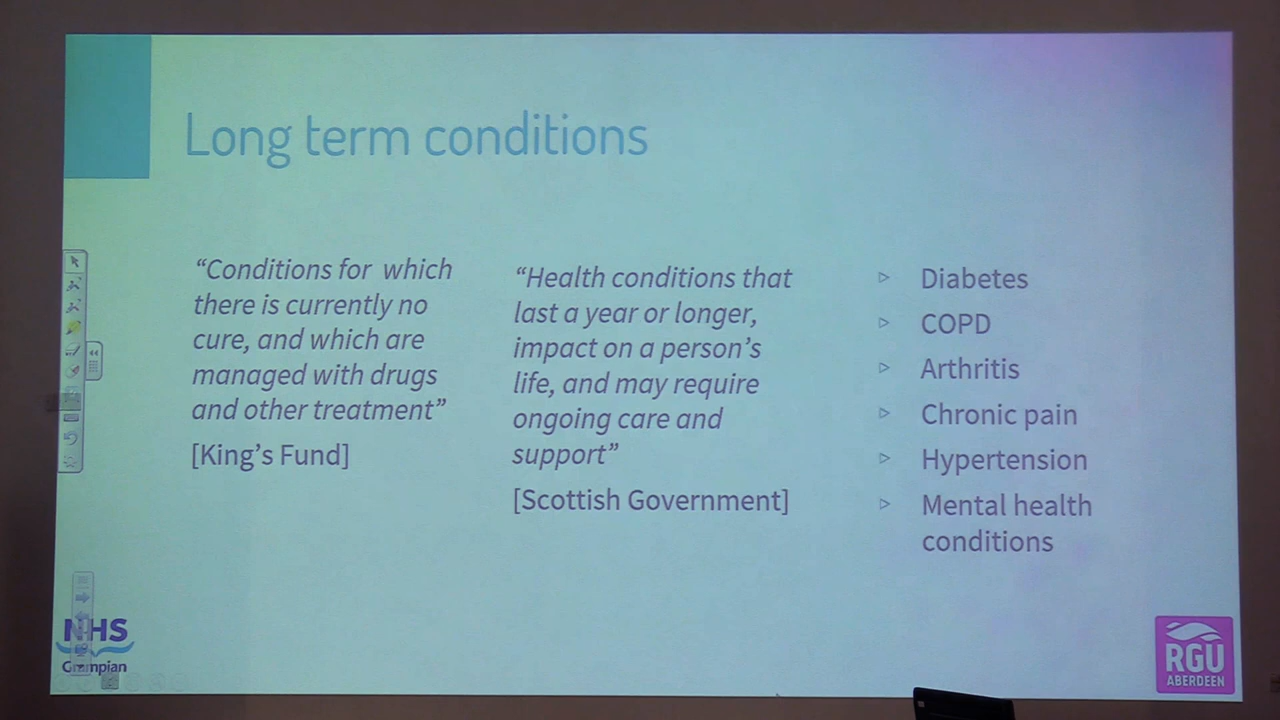 Long term conditions
“Conditions for which
there is currently no
cure, and which are
managed with drugs
and other treatment”
[King’s Fund]
“Health conditions that
last a year or longer,
impact on a person’s
life, and may require
ongoing care and
support”
[Scottish Government]
Diabetes
COPD
Arthritis
Chronic pain
Hypertension
Mental health
conditions
NHS
Grampian
RGU
ABERDEEN